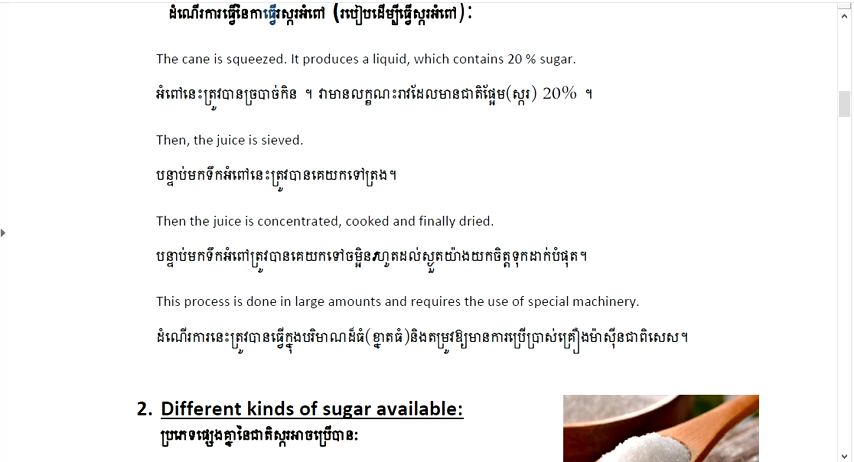 ដំណើរការធ្វើនៃកាធ្វើរស្ករអំពៅ (របៀបដើម្បីធ្វើស្ករអំពៅ):
The cane is squeezed. It produces a liquid, which contains 20 % sugar.
អំពៅនេះត្រូវបានច្របាច់កិន ។ វាមានលក្ខណះរាវដែលមានជាតិផ្អែម(ស្ករ) 20% ។
Then, the juice is sieved.
បន្ទាប់មកទឹកអំពៅនេះត្រូវបានគេយកទៅត្រង។
Then the juice is concentrated, cooked and finally dried.
បន្ទាប់មកទឹកអំពៅត្រូវបានគេយកទៅចម្អិនរហូតដល់ស្ងួតយ៉ាងយកចិត្តទុកដាក់បំផុត។
This process is done in large amounts and requires the use of special machinery.
ដំណើរការនេះត្រូវបានធ្វើក្នុងបរិមាណដ៏ធំ(ខ្នាតធំ)និងតម្រូវឱ្យមានការប្រើប្រាស់គ្រឿងម៉ាស៊ីនជាពិសេស។
2. Different kinds of sugar available:
ប្រភេទផ្សេងគ្នានៃជាតិស្ករអាចប្រើបាន: